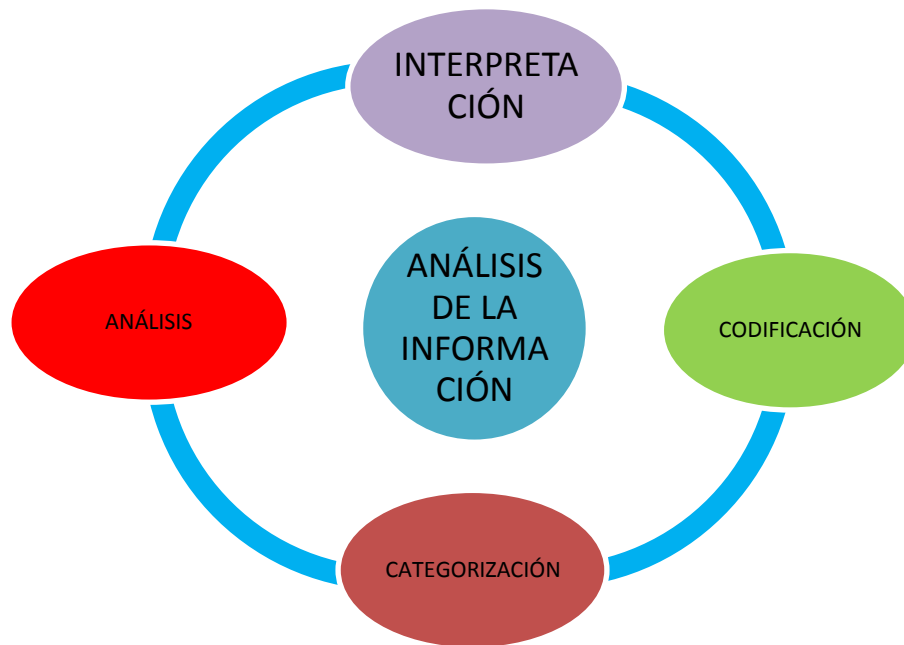 INTERPRETA
CIÓN
ANÁLISIS
DE LA
INFORMA
CIÓN
ANÁLISIS
CODIFICACIÓN
CATEGORIZACIÓN